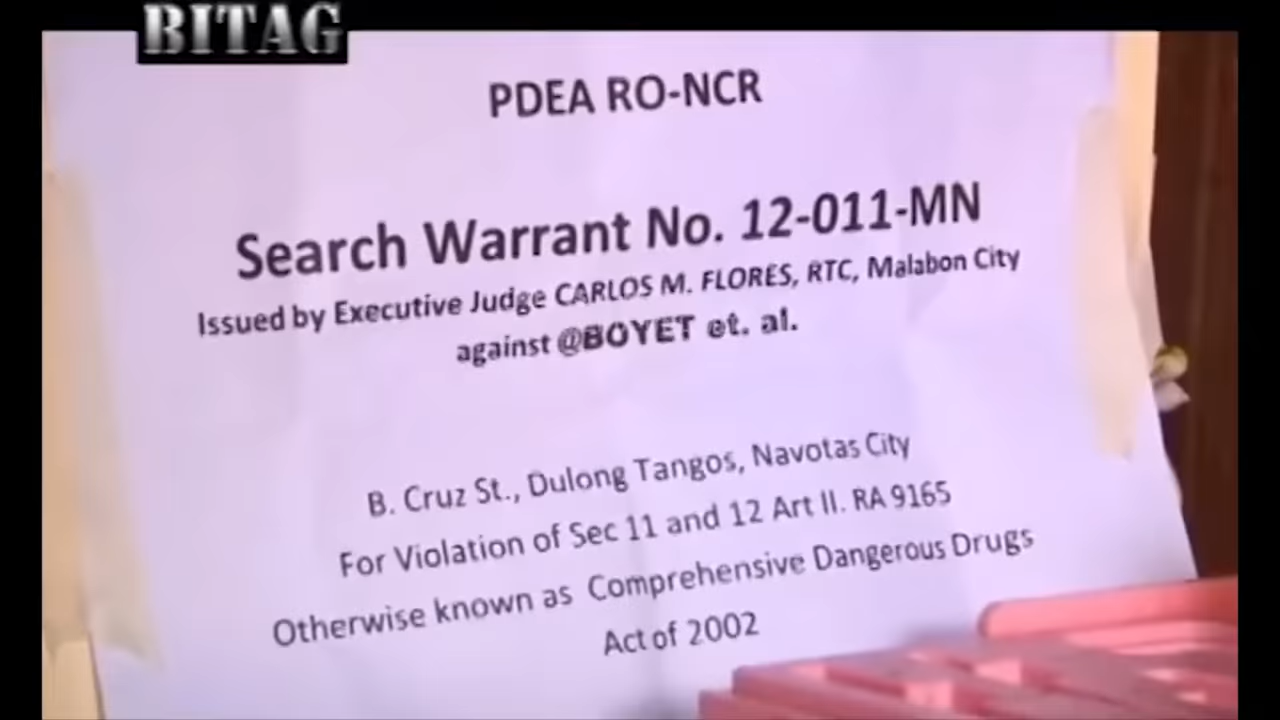 BITAG
PDEA RO-NCR
Search Warrant No. 12-011-MN
Issued by Executive Judge CARLOS M. FLORES, RTC, Malabon City
against @BOYET et. al.
B. Cruz St., Dulong Tangos, Navotas City
For Violation of Sec 11 and 12 Art II. RA 9165
Otherwise known as Comprehensive Dangerous Drugs
Act of 2002